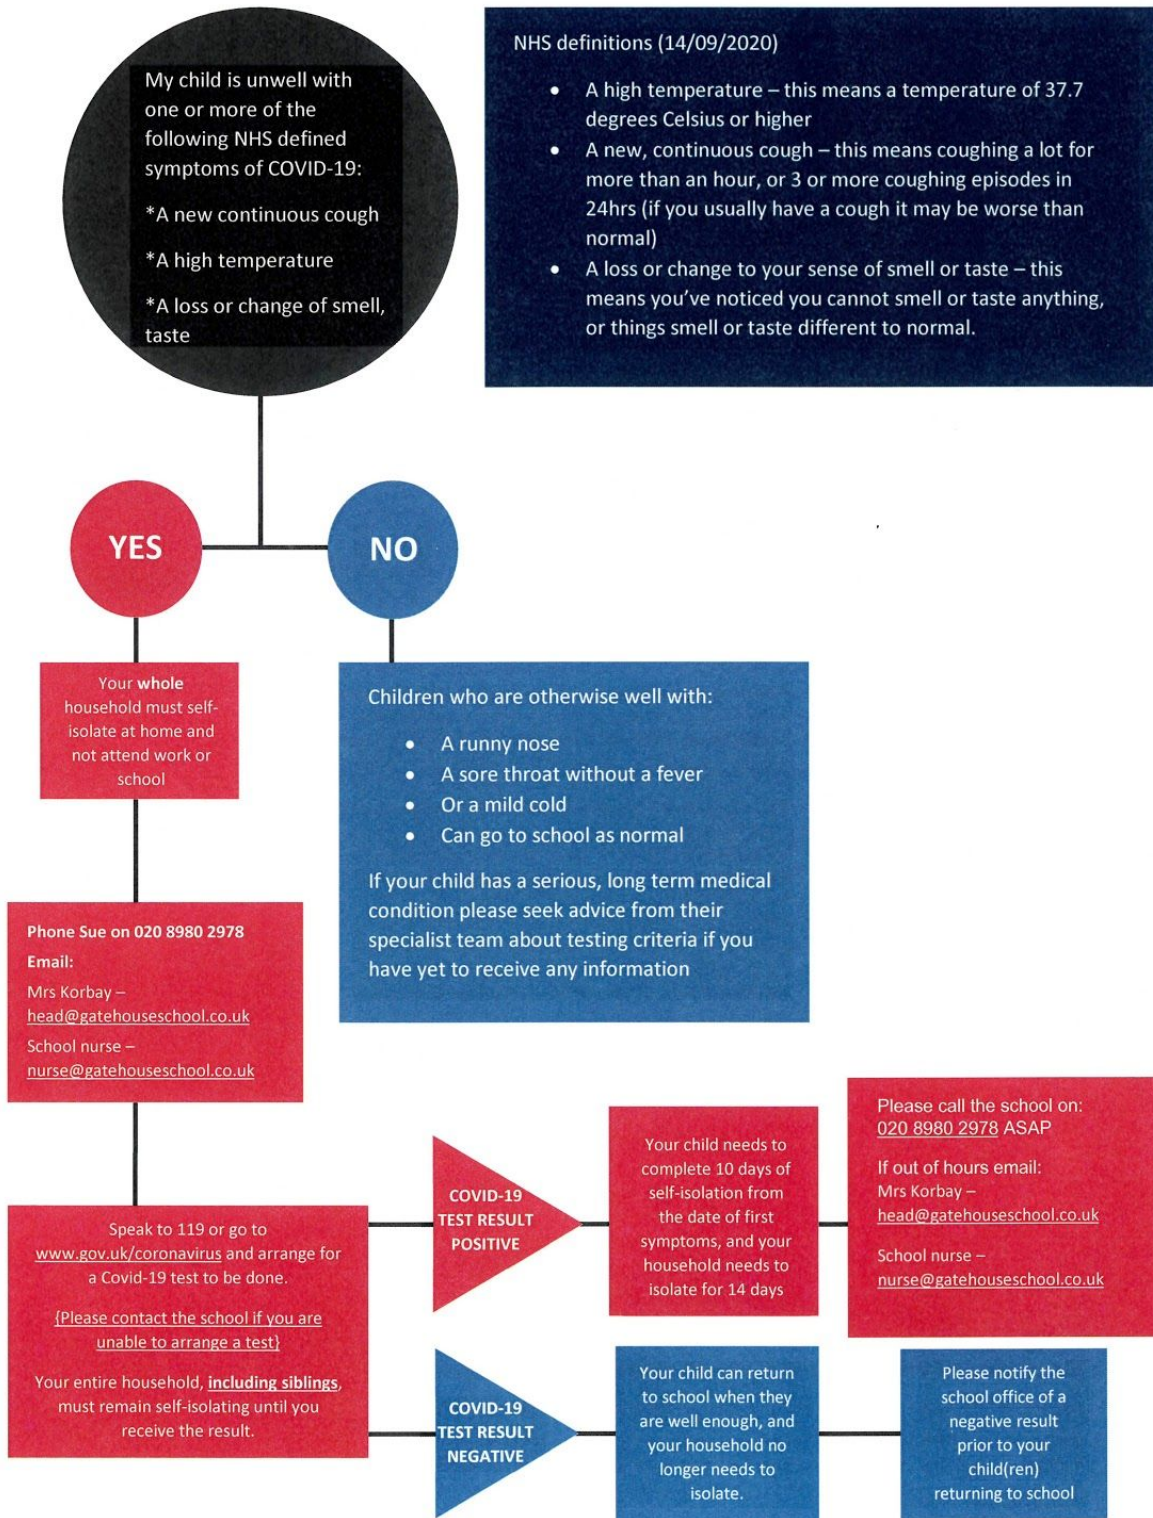 My child is unwell with
one or more of the
following NHS defined
symptoms of COVID-19:
*A new continuous cough
*A high temperature
*A loss or change of smell,
taste
NHS definitions (14/09/2020)
• A high temperature – this means a temperature of 37.7
degrees Celsius or higher
• A new, continuous cough – this means coughing a lot for
more than an hour, or 3 or more coughing episodes in
24hrs (if you usually have a cough it may be worse than
normal)
• A loss or change to your sense of smell or taste – this
means you've noticed you cannot smell or taste anything,
or things smell or taste different to normal.
YES
NO
Your whole
household must self-
isolate at home and
not attend work or
school
Children who are otherwise well with:
• A runny nose
• A sore throat without a fever
• Or a mild cold
• Can go to school as normal
If your child has a serious, long term medical
condition please seek advice from their
specialist team about testing criteria if you
have yet to receive any information
Phone Sue on 020 8980 2978
Email:
Mrs Korbay –
head@gatehouseschool.co.uk
School nurse –
nurse@gatehouseschool.co.uk
Speak to 119 or go to
www.gov.uk/coronavirus and arrange for
a Covid-19 test to be done.
{Please contact the school if you are
unable to arrange a test}
Your entire household, including siblings,
must remain self-isolating until you
receive the result.
COVID-19
TEST RESULT
POSITIVE
Your child needs to
complete 10 days of
self-isolation from
the date of first
symptoms, and your
household needs to
isolate for 14 days
Please call the school on:
020 8980 2978 ASAP
If out of hours email:
Mrs Korbay –
head@gatehouseschool.co.uk
School nurse –
nurse@gatehouseschool.co.uk
COVID-19
TEST RESULT
NEGATIVE
Your child can return
to school when they
are well enough, and
your household no
longer needs to
isolate.
Please notify the
school office of a
negative result
prior to your
child(ren)
returning to school